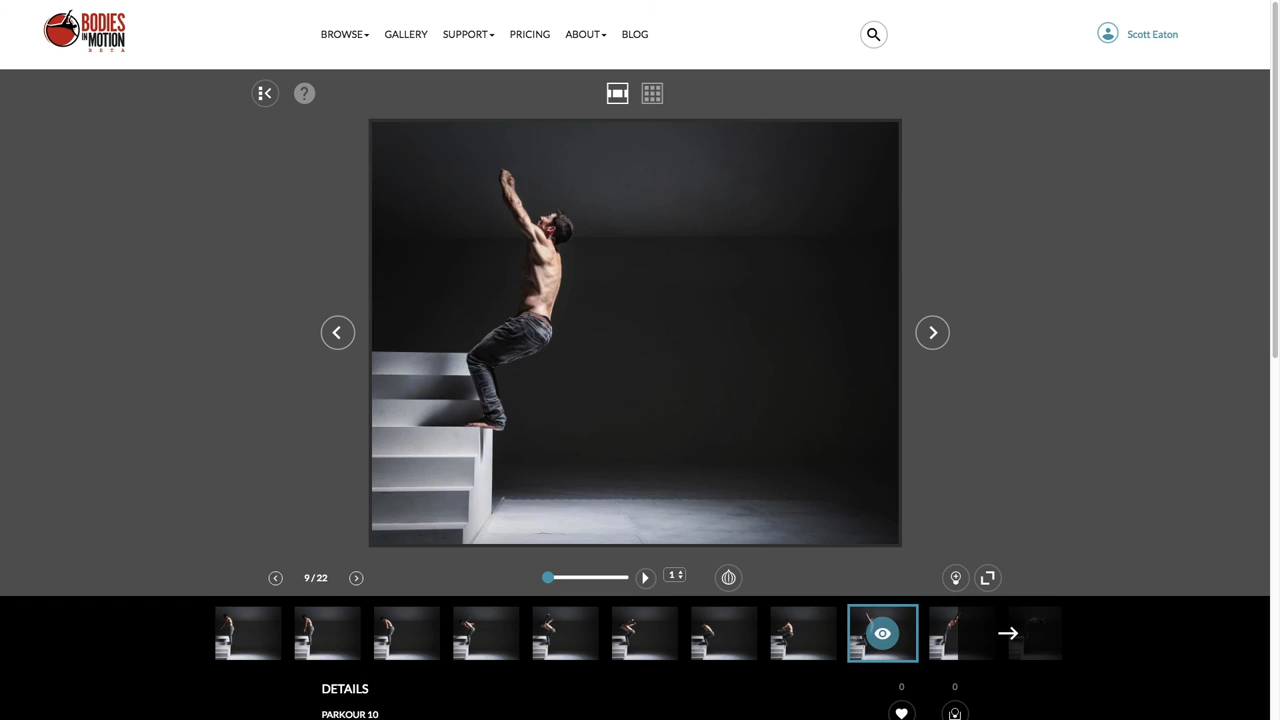 BODIES
IN MOTION
BETA
BROWSE GALLERY SUPPORT PRICING ABOUT BLOG
Scott Eaton
?
9 / 22
1
DETAILS
0 0
PARKOUR 10